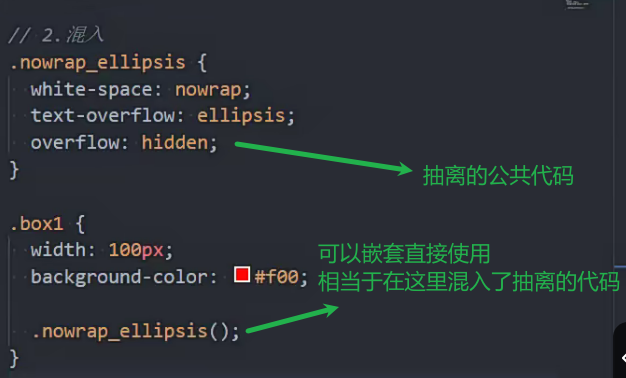 // 2.混入
.nowrap_ellipsis {
white-space: nowrap;
text-overflow: ellipsis;
overflow: hidden;
抽离的公共代码
}
.box1 {
width: 100px;
可以嵌套直接使用
background-color: #f00;
相当于在这里混入了抽离的代码
.nowrap_ellipsis();
}